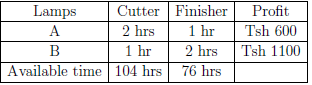 Lamps Cutter Finisher Profit
A 2 hrs 1 hr Tsh 600
B 1 hr 2 hrs Tsh 1100
Available time 104 hrs 76 hrs